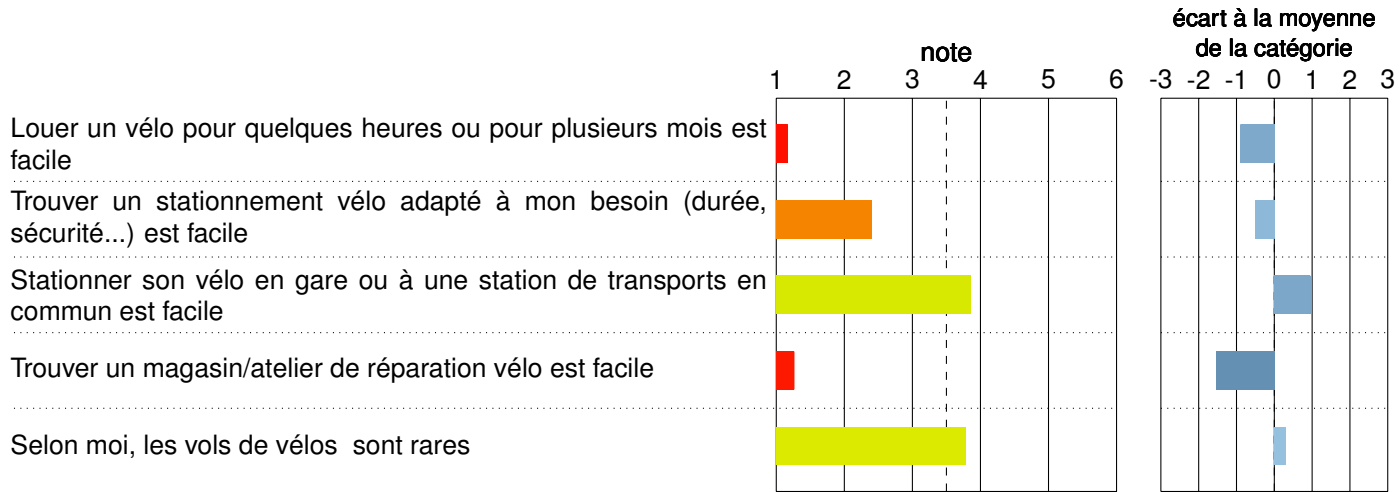 écart à la moyenne
note de la catégorie
1 2 3 4 5 6 -3 -2 -1 0 1 2 3
Louer un vélo pour quelques heures ou pour plusieurs mois est
facile
Trouver un stationnement vélo adapté à mon besoin (durée,
sécurité...) est facile
Stationner son vélo en gare ou à une station de transports en
commun est facile
Trouver un magasin/atelier de réparation vélo est facile
Selon moi, les vols de vélos sont rares